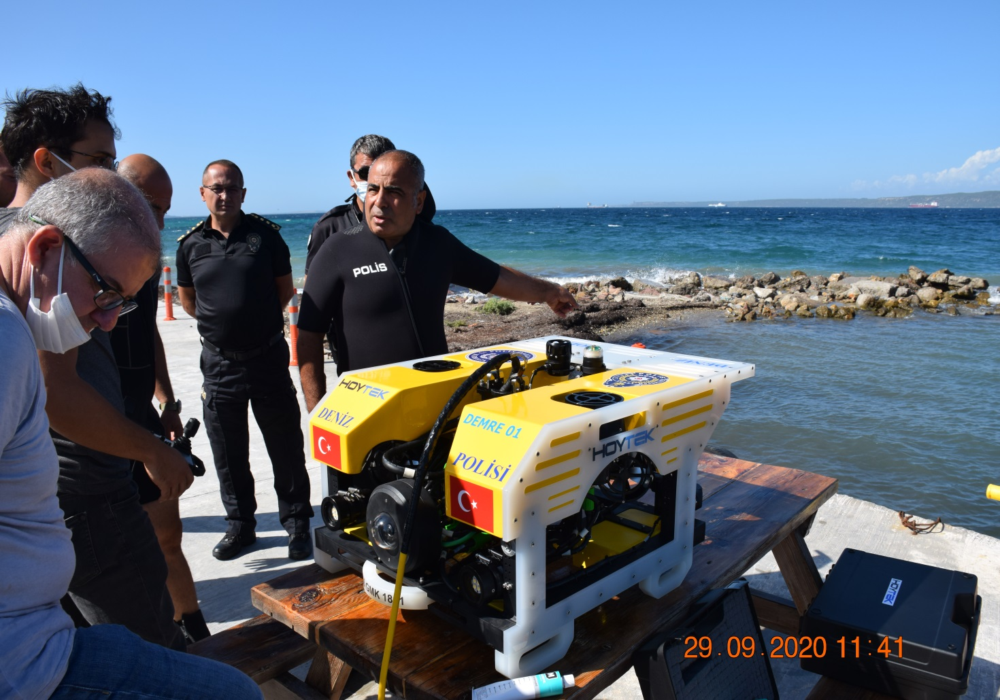 POLİS
HOYTEK
DENİZ
DEMRE 01
POLİSİ
HOYTEK
HOYTEK
29.09.2020 11:41